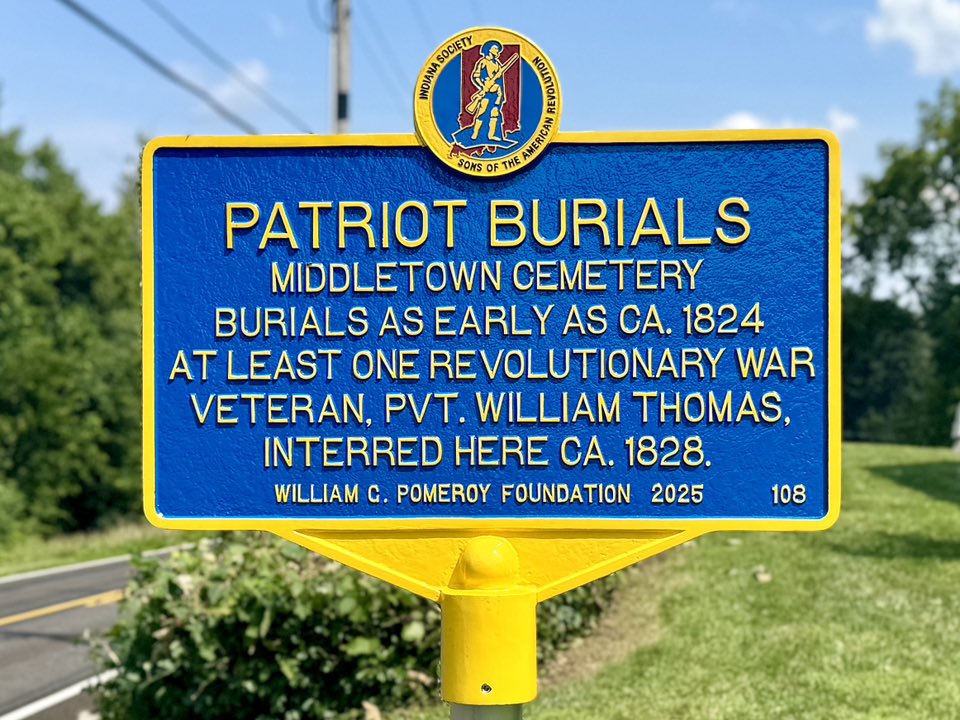 INDIANA SOCIETY
SONS OF THE AMERICAN REVOLUTION
PATRIOT BURIALS
MIDDLETOWN CEMETERY
BURIALS AS EARLY AS CA. 1824
AT LEAST ONE REVOLUTIONARY WAR
VETERAN, PVT. WILLIAM THOMAS,
INTERRED HERE CA. 1828.
WILLIAM G. POMEROY FOUNDATION 2025 108